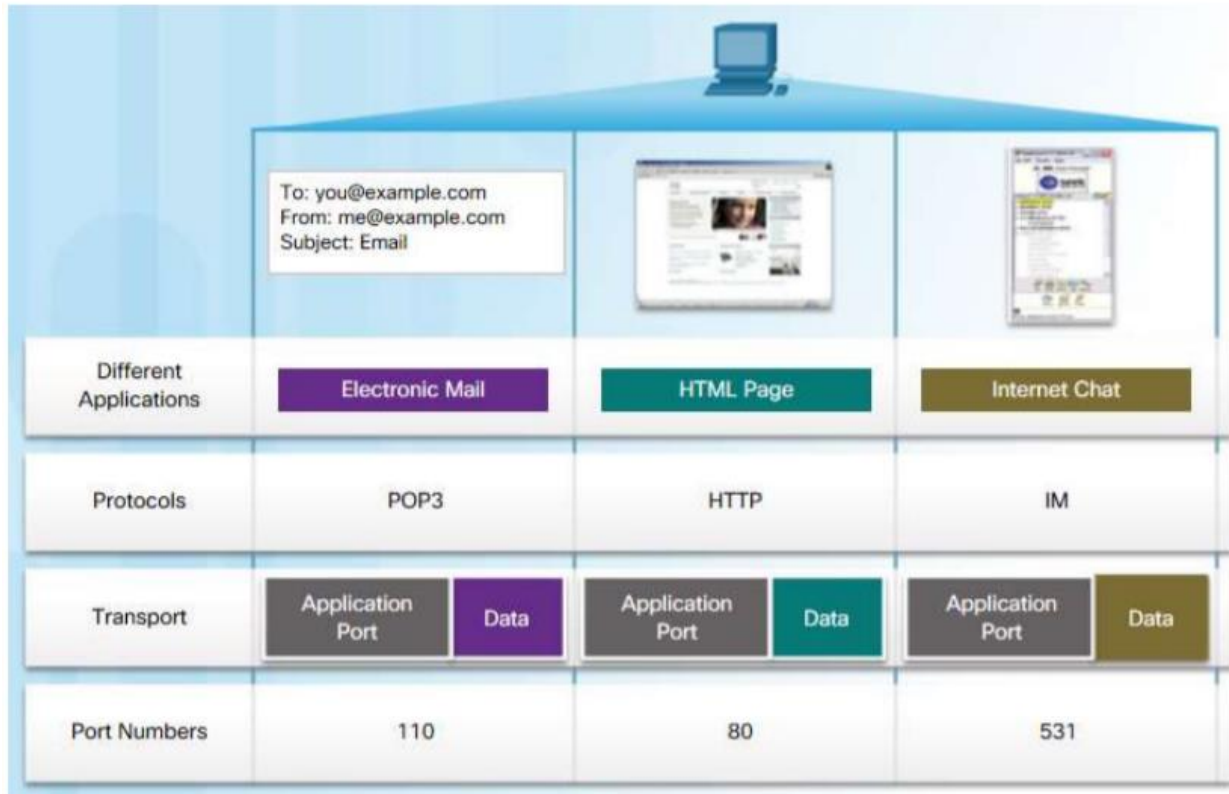 To: you@example.com
From: me@example.com
Subject: Email
Different
Applications
Electronic Mail
HTML Page
Internet Chat
Protocols
POP3
HTTP
IM
Transport
Application
Port
Data
Application
Port
Data
Application
Port
Data
Port Numbers
110
80
531